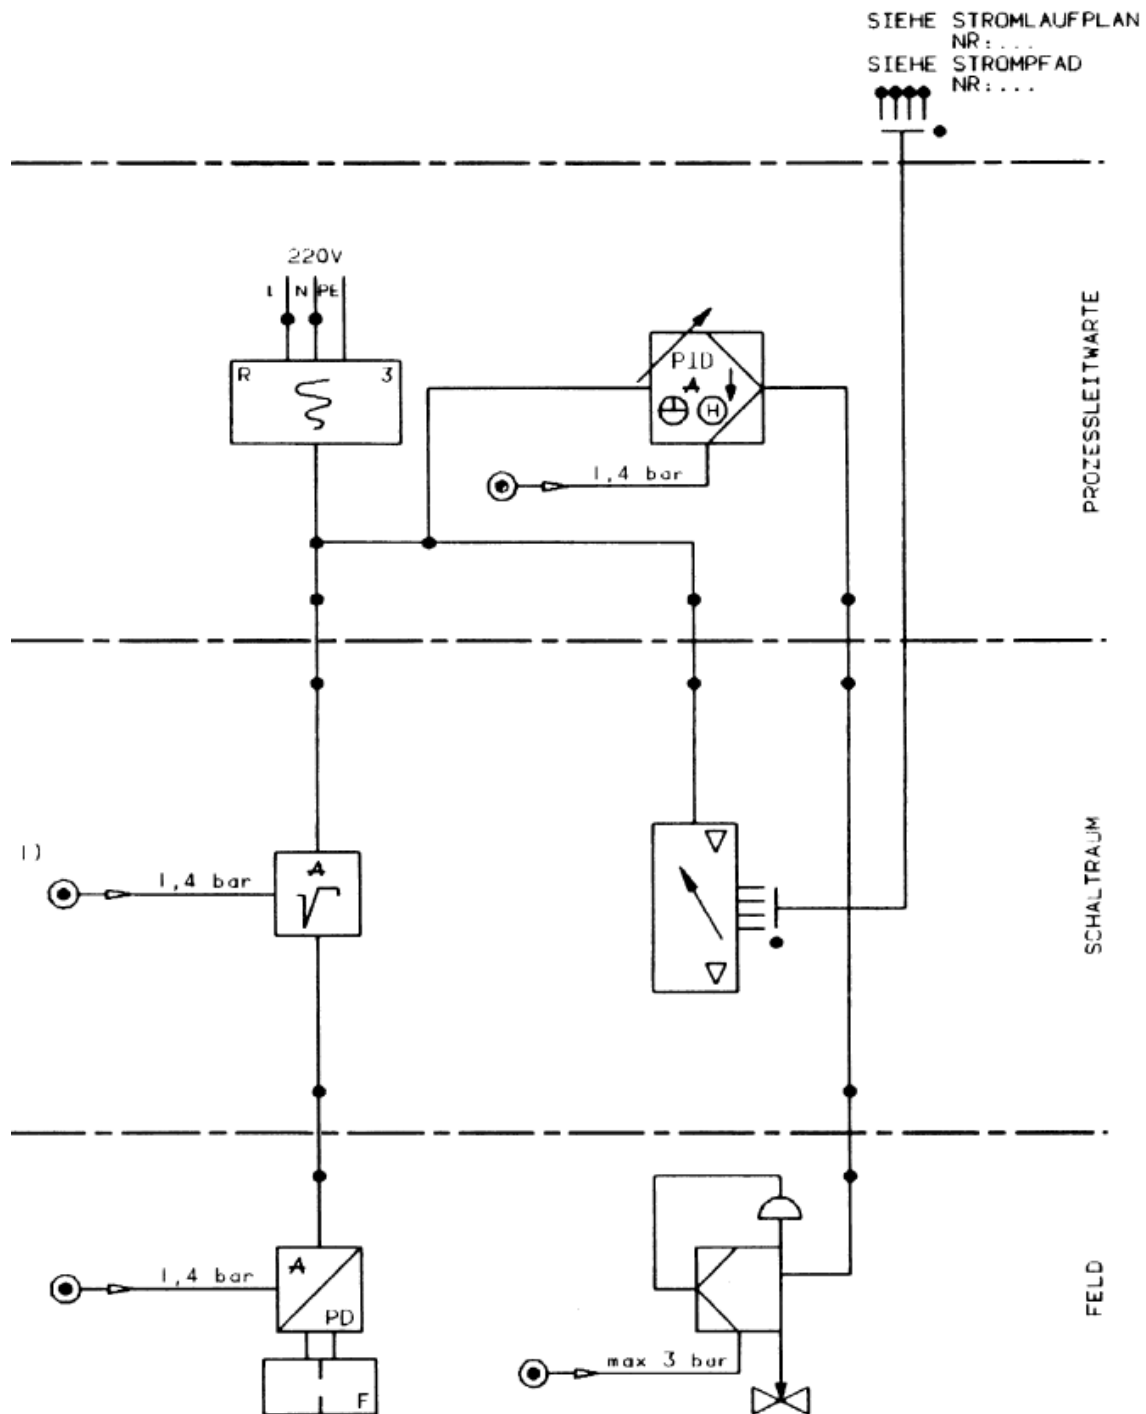 SIEHE STROMLAUFPLAN
NR:...
SIEHE STROMPFAD
NR:...
220V
L N PE
R 3
PID
A
H
1,4 bar
PROZESSLEITWARTE
1)
1,4 bar
A
SCHALTRAUM
1,4 bar
A
PD
F
max 3 bar
FELD